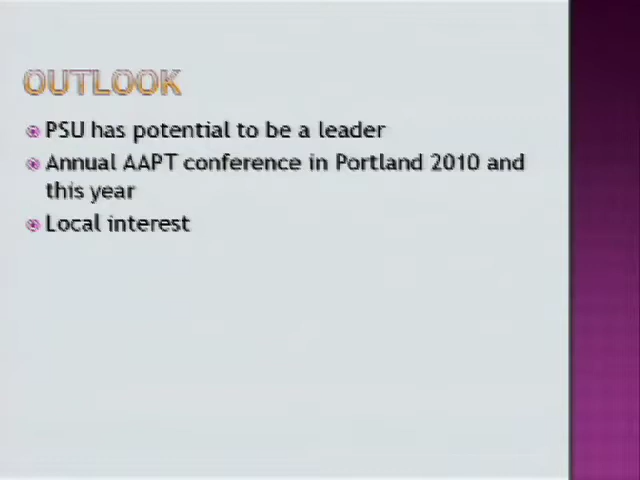 OUTLOOK
PSU has potential to be a leader
Annual AAPT conference in Portland 2010 and
this year
Local interest